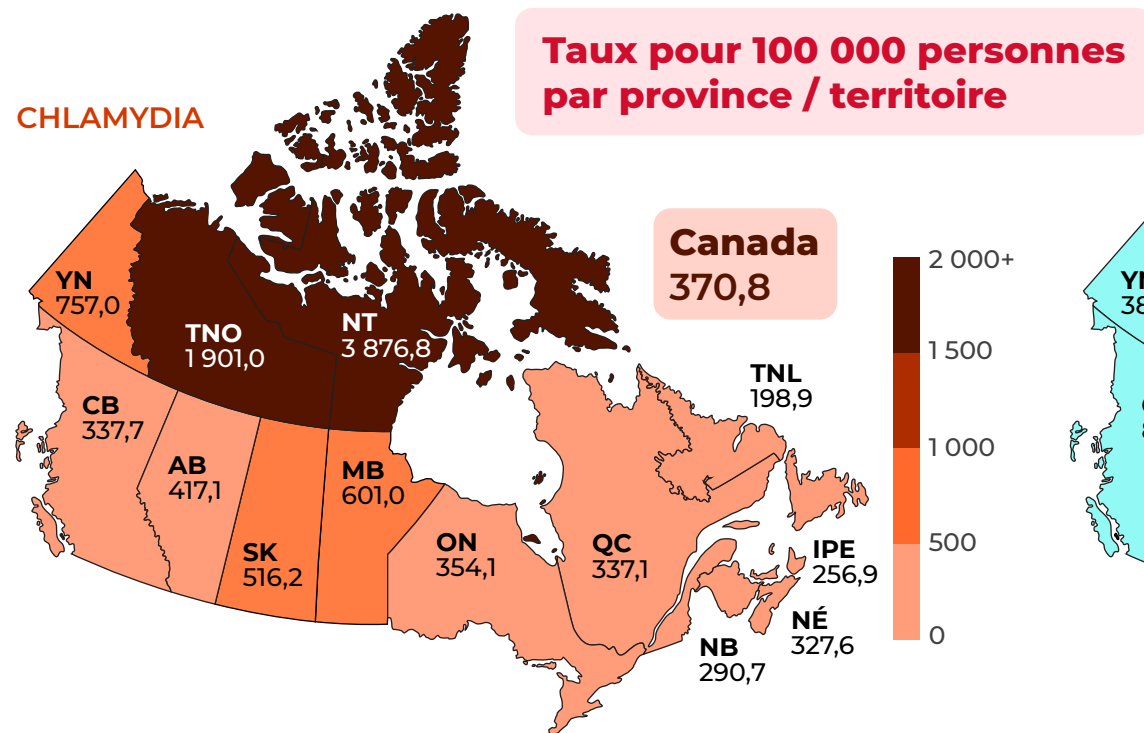 Taux pour 100 000 personnes
par province / territoire
CHLAMYDIA
Canada
370,8
YN
757,0
TNO
1 901,0
NT
3 876,8
CB
337,7
AB
417,1
SK
516,2
MB
601,0
ON
354,1
QC
337,1
TNL
198,9
IPE
256,9
NÉ
327,6
NB
290,7
2 000+
1 500
1 000
500
0
38